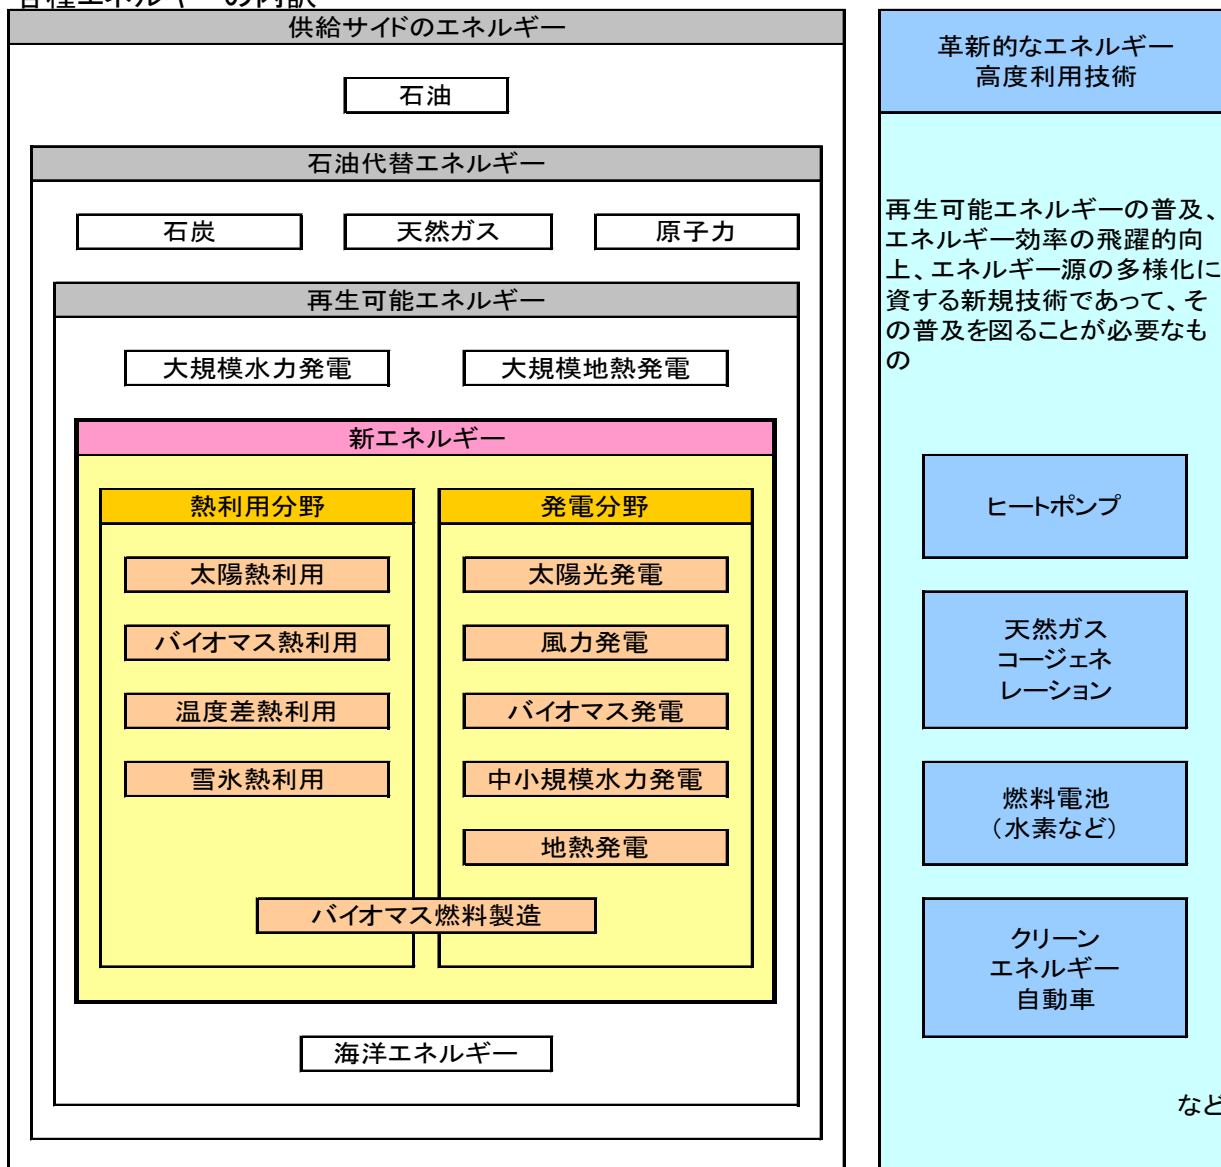 各種エネルギーの内訳
供給サイドのエネルギー
石油
石油代替エネルギー
石炭
天然ガス
原子力
再生可能エネルギー
大規模水力発電
大規模地熱発電
新エネルギー
熱利用分野
太陽熱利用
バイオマス熱利用
温度差熱利用
雪氷熱利用
発電分野
太陽光発電
風力発電
バイオマス発電
中小規模水力発電
地熱発電
バイオマス燃料製造
海洋エネルギー
革新的なエネルギー
高度利用技術
再生可能エネルギーの普及、
エネルギー効率の飛躍的向
上、エネルギー源の多様化に
資する新規技術であって、そ
の普及を図ることが必要なも
の
ヒートポンプ
天然ガス
コージェネ
レーション
燃料電池
（水素など）
クリーン
エネルギー
自動車
など